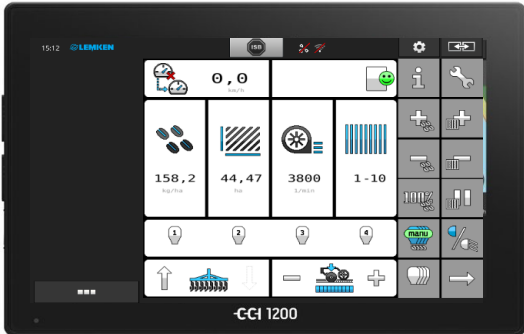 15:12 LEMKEN ISB
0,0
km/h
158,2 44,47 3800 1-10
kg/ha ha 1/min
100%
1 2 3 4 manu %
CCI 1200